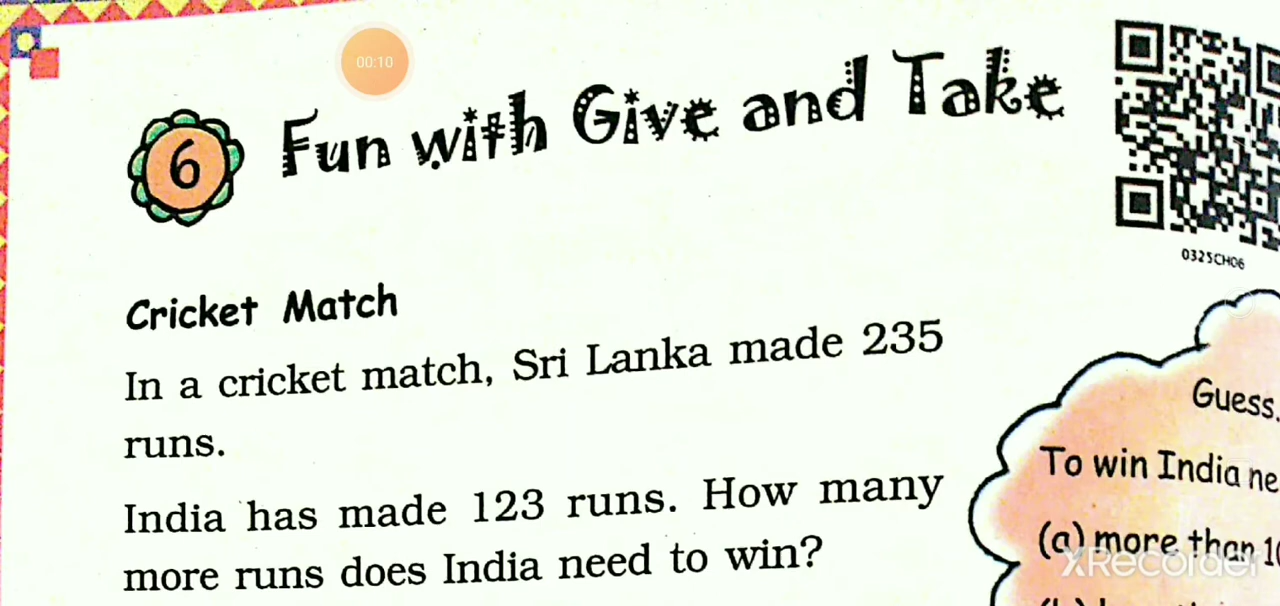 00:10
6 Fun with Give and Take
0325CH06
Cricket Match
In a cricket match, Sri Lanka made 235
runs.
India has made 123 runs. How many
more runs does India need to win?
Guess.
To win India
(a) more than
XRecorder